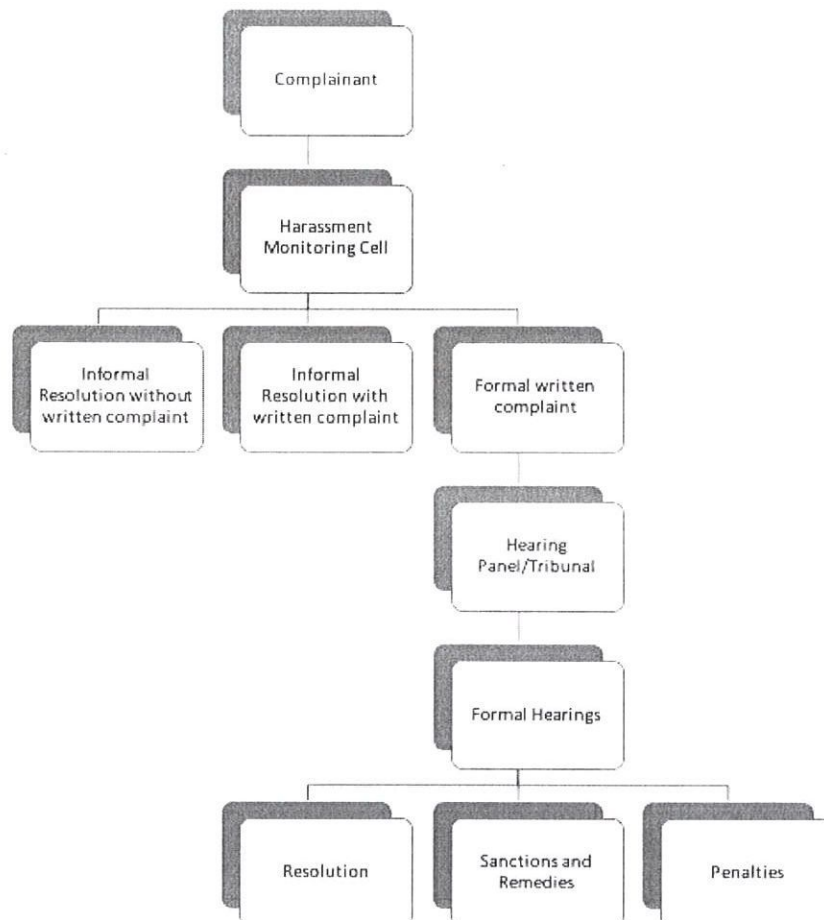 Complainant
Harassment
Monitoring Cell
Informal
Resolution without
written complaint
Informal
Resolution with
written complaint
Formal written
complaint
Hearing
Panel/Tribunal
Formal Hearings
Resolution
Sanctions and
Remedies
Penalties